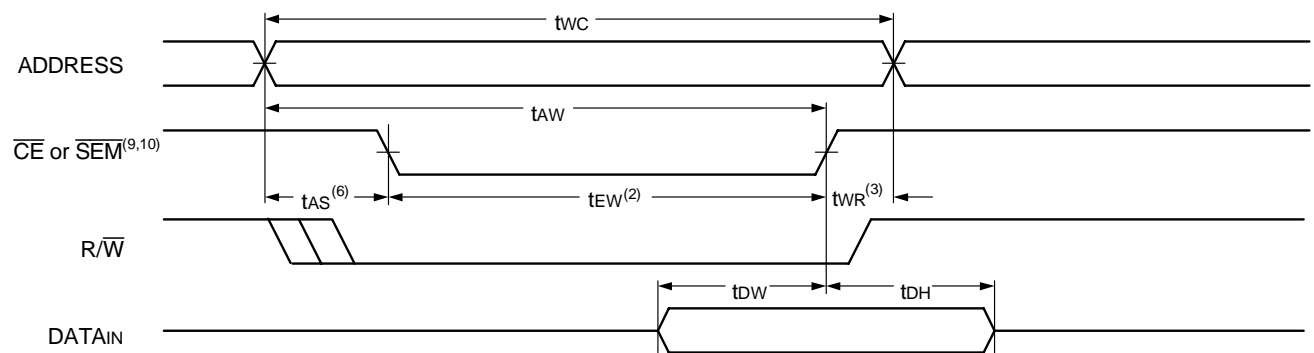 tWC
ADDRESS
tAW
CE or SEM(9,10)
tAS(6)
tEW(2)
tWR(3)
R/W
tDW
tDH
DATAIN